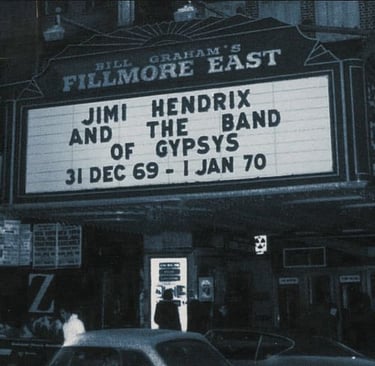 BILL GRAHAM'S
FILLMORE EAST
JIMI HENDRIX
AND THE BAND
OF GYPSYS
31 DEC 69 - 1 JAN 70
Z